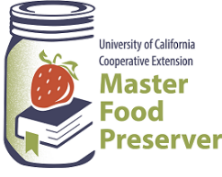 University of California
Cooperative Extension
Master
Food
Preserver